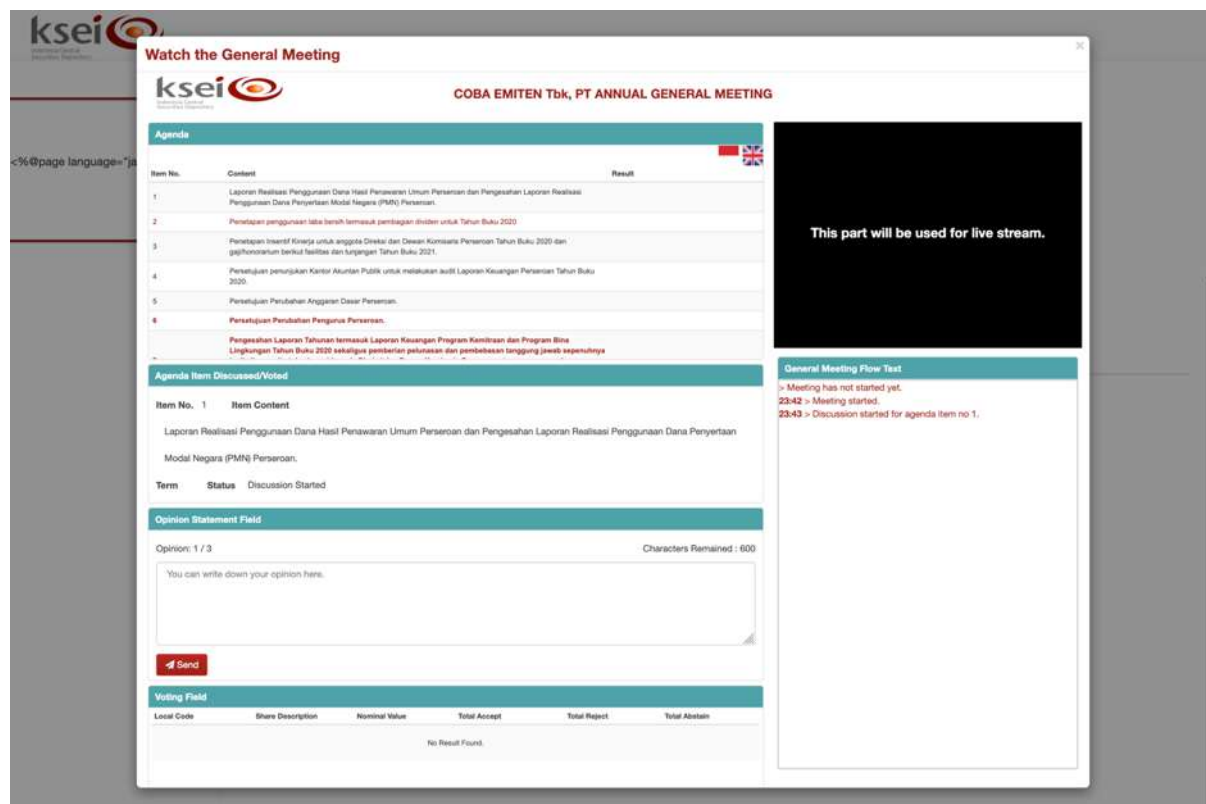 ksei
<%@page language="ja
Watch the General Meeting
×
ksei
COBA EMITEN Tbk, PT ANNUAL GENERAL MEETING
Agenda
Item No. Content Result
1 Laporan Realisasi Penggunaan Dana Hasil Penawaran Umum Perseroan dan Pengesahan Laporan Realisasi
Penggunaan Dana Penyertaan Modal Negara (PMN) Perseroan.
2 Penetapan penggunaan laba bersih termasuk pembagian dividen untuk Tahun Buku 2020
3 Penetapan Insentif Kinerja untuk anggota Direksi dan Dewan Komisaris Perseroan Tahun Buku 2020 dan
gaji/honorarium berikut fasilitas dan tunjangan Tahun Buku 2021.
4 Persetujuan penunjukan Kantor Akuntan Publik untuk melakukan audit Laporan Keuangan Perseroan Tahun Buku
2020.
5 Persetujuan Perubahan Anggaran Dasar Perseroan.
6 Persetujuan Perubahan Pengurus Perseroan.
Pengesahan Laporan Tahunan termasuk Laporan Keuangan Program Kemitraan dan Program Bina
Lingkungan Tahun Buku 2020 sekaligus pemberian pelunasan dan pembebasan tanggung jawab sepenuhnya
This part will be used for live stream.
Agenda Item Discussed/Voted
Item No. 1 Item Content
Laporan Realisasi Penggunaan Dana Hasil Penawaran Umum Perseroan dan Pengesahan Laporan Realisasi Penggunaan Dana Penyertaan
Modal Negara (PMN) Perseroan.
Term Status Discussion Started
General Meeting Flow Text
> Meeting has not started yet.
23:42 > Meeting started.
23:43 > Discussion started for agenda item no 1.
Opinion Statement Field
Opinion: 1 / 3 Characters Remained : 600
You can write down your opinion here.
Send
Voting Field
Local Code Share Description Nominal Value Total Accept Total Reject Total Abstain
No Result Found.